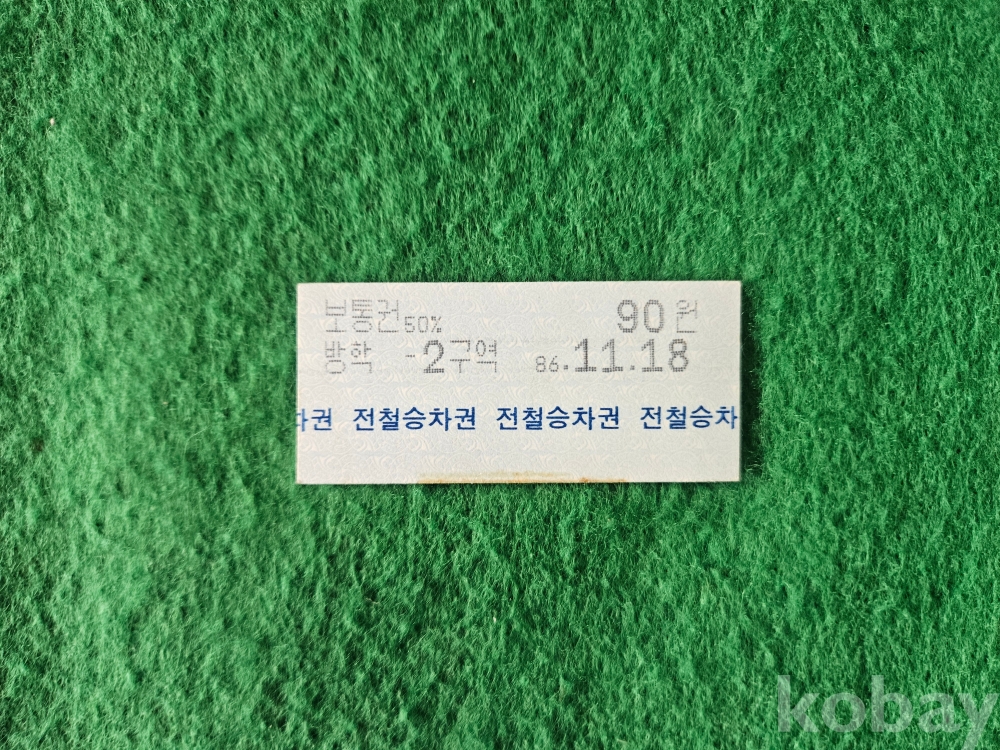 보통권50% 90원
방학 -2구역 86.11.18
차권 전철승차권 전철승차권 전철승차
kobay